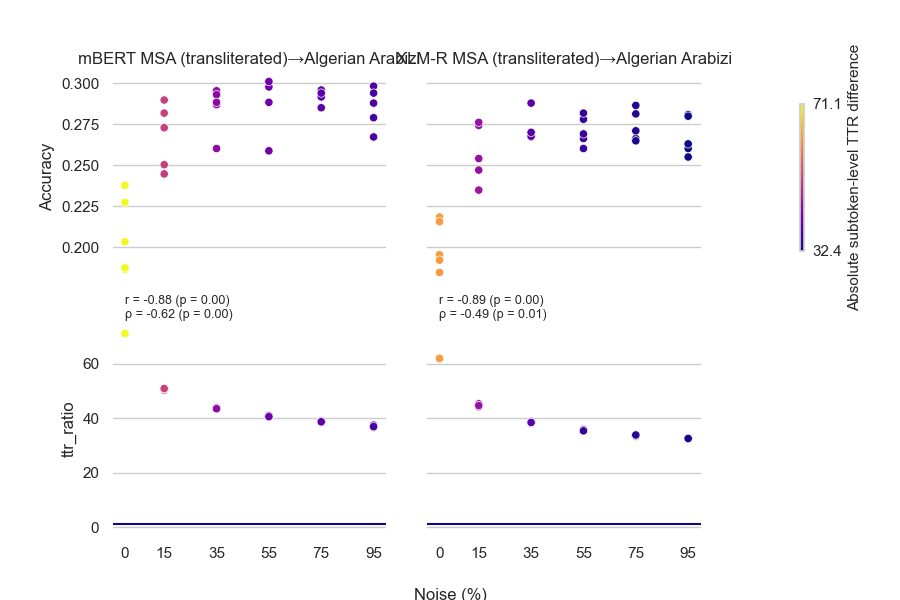 mBERT MSA (transliterated)→Algerian Arabizi
XLM-R MSA (transliterated)→Algerian Arabizi
0.300
0.275
0.250
0.225
0.200
Accuracy
r = -0.88 (p = 0.00)
ρ = -0.62 (p = 0.00)
r = -0.89 (p = 0.00)
ρ = -0.49 (p = 0.01)
60
40
20
0
ttr_ratio
0 15 35 55 75 95
0 15 35 55 75 95
Noise (%)
71.1
32.4
Absolute subtoken-level TTR difference